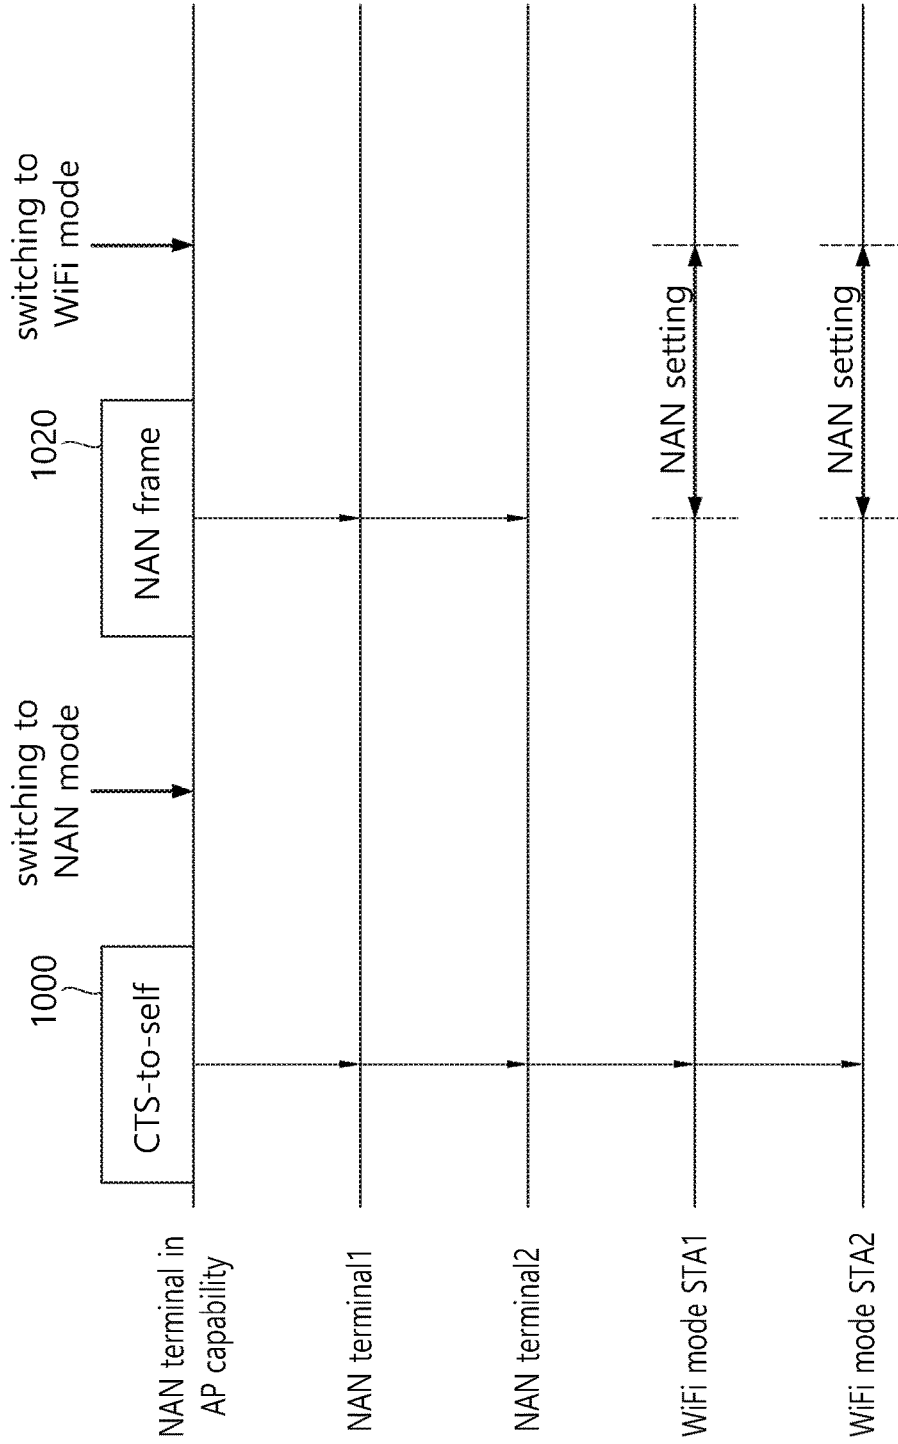 1000
switching to
NAN mode
1020
switching to
WiFi mode
CTS-to-self
NAN frame
NAN terminal in
AP capability
NAN terminal1
NAN terminal2
NAN setting
WiFi mode STA1
NAN setting
WiFi mode STA2